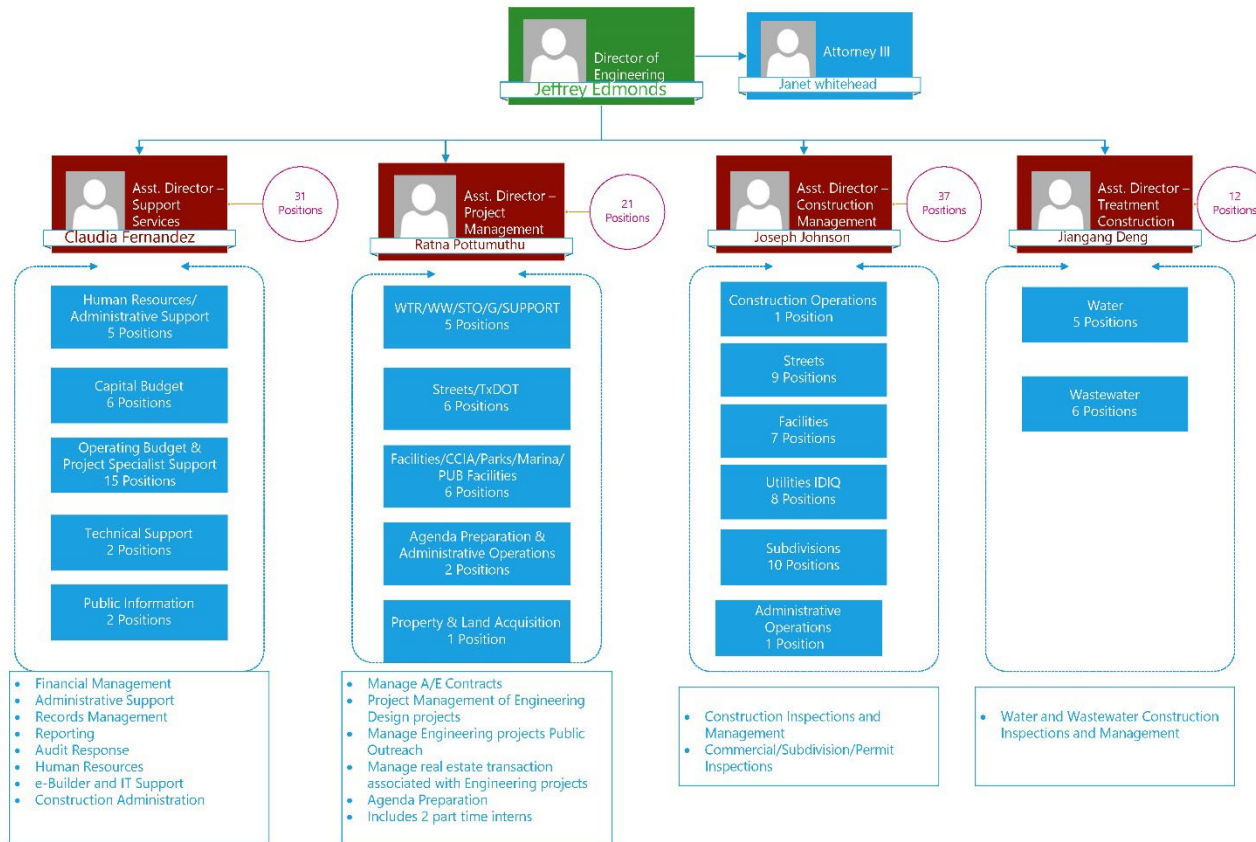 Director of
Engineering
Jeffrey Edmonds
Attorney III
Janet whitehead
Asst. Director –
Support
Services
Claudia Fernandez
31
Positions
Asst. Director –
Project
Management
Ratna Pottumuthu
21
Positions
Asst. Director –
Construction
Management
Joseph Johnson
37
Positions
Asst. Director –
Treatment
Construction
Jiangang Deng
12
Positions
Human Resources/
Administrative Support
5 Positions
Capital Budget
6 Positions
Operating Budget &
Project Specialist Support
15 Positions
Technical Support
2 Positions
Public Information
2 Positions
WTR/WW/STO/G/SUPPORT
5 Positions
Streets/TxDOT
6 Positions
Facilities/CCIA/Parks/Marina/
PUB Facilities
6 Positions
Agenda Preparation &
Administrative Operations
2 Positions
Property & Land Acquisition
1 Position
Construction Operations
1 Position
Streets
9 Positions
Facilities
7 Positions
Utilities IDIQ
8 Positions
Subdivisions
10 Positions
Administrative
Operations
1 Position
Water
5 Positions
Wastewater
6 Positions
• Financial Management
• Administrative Support
• Records Management
• Reporting
• Audit Response
• Human Resources
• e-Builder and IT Support
• Construction Administration
• Manage A/E Contracts
• Project Management of Engineering
Design projects
• Manage Engineering projects Public
Outreach
• Manage real estate transaction
associated with Engineering projects
• Agenda Preparation
• Includes 2 part time interns
• Construction Inspections and
Management
• Commercial/Subdivision/Permit
Inspections
• Water and Wastewater Construction
Inspections and Management